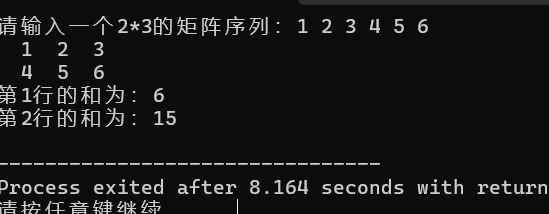 请输入一个2*3的矩阵序列：1 2 3 4 5 6
1 2 3
4 5 6
第1行的和为：6
第2行的和为：15
--------------------------------
Process exited after 8.164 seconds with return
请按任意键继续